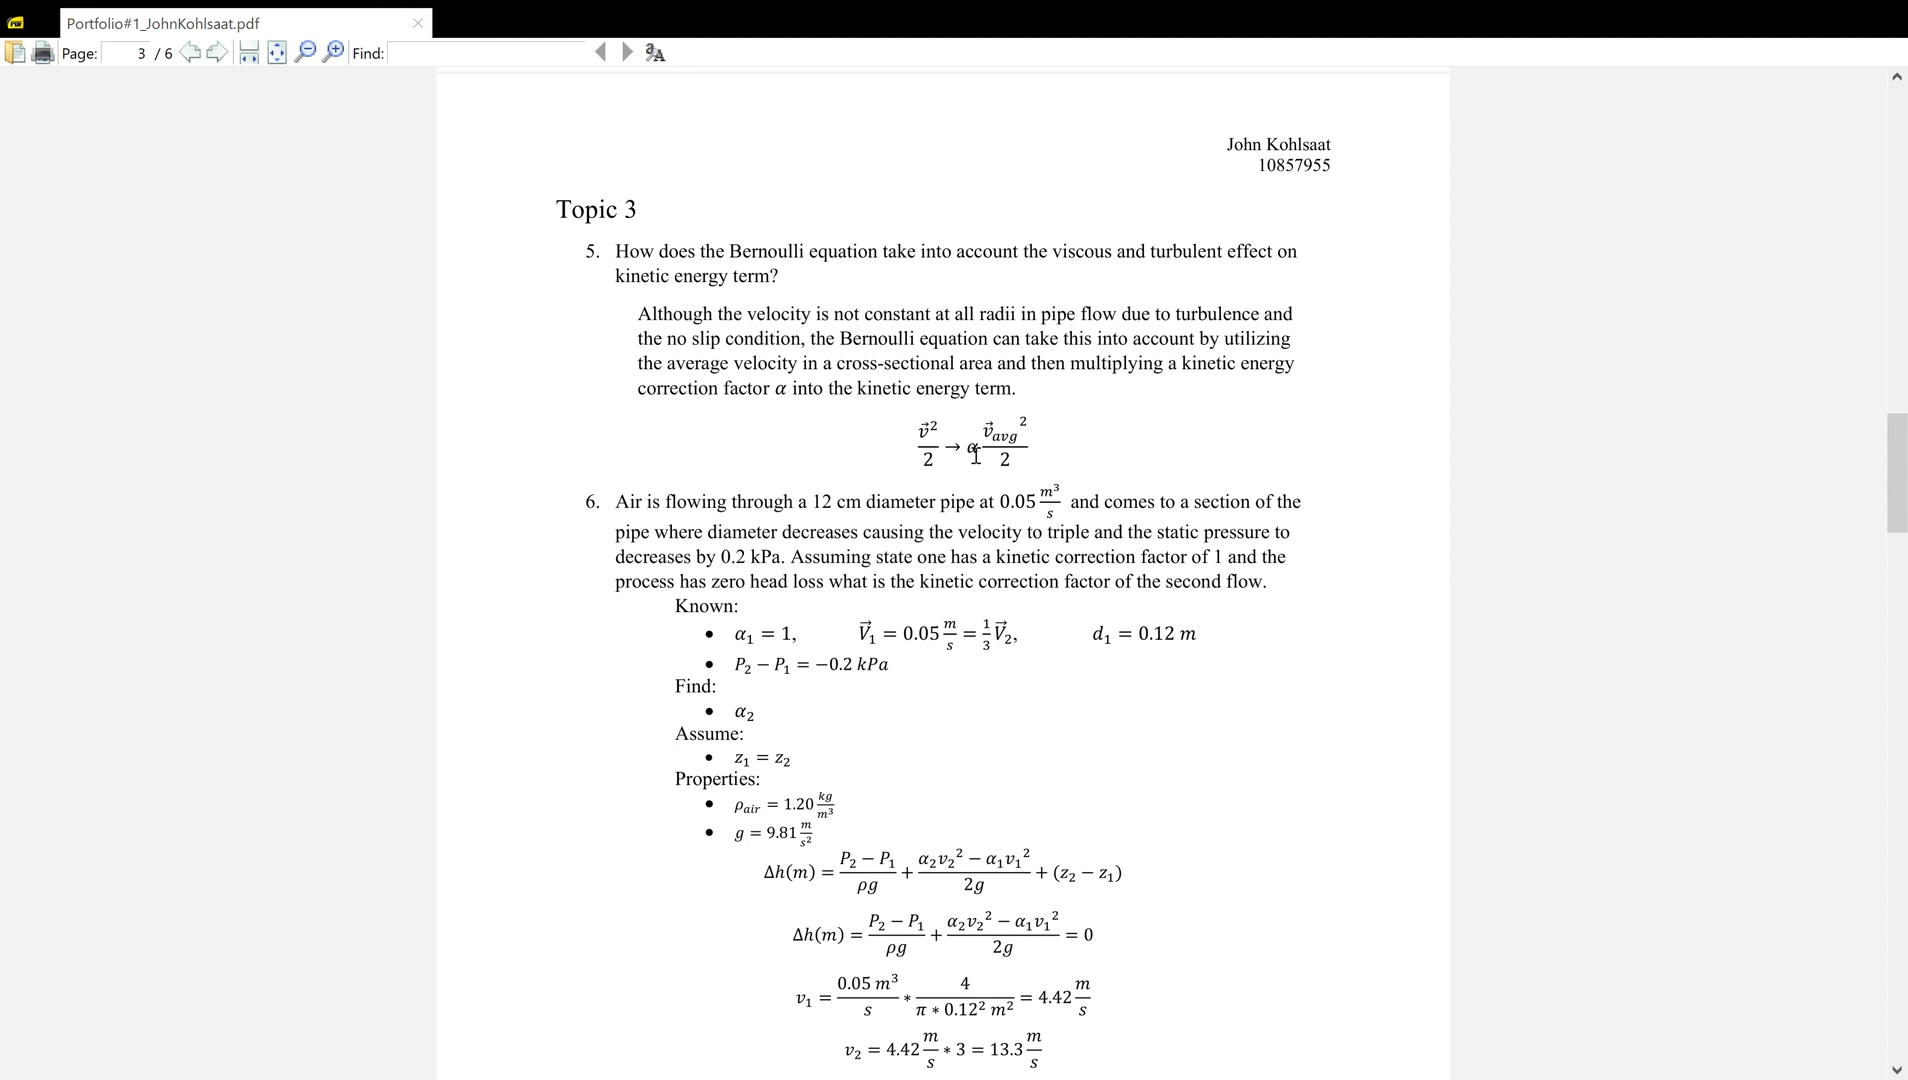 Portfolio#1_JohnKohlsaat.pdf
Page: 3 / 6 Find:
John Kohlsaat
10857955
Topic 3
5. How does the Bernoulli equation take into account the viscous and turbulent effect on
kinetic energy term?
Although the velocity is not constant at all radii in pipe flow due to turbulence and
the no slip condition, the Bernoulli equation can take this into account by utilizing
the average velocity in a cross-sectional area and then multiplying a kinetic energy
correction factor α into the kinetic energy term.
v⃗²/2 → α v⃗avg²/2
6. Air is flowing through a 12 cm diameter pipe at 0.05 m³/s and comes to a section of the
pipe where diameter decreases causing the velocity to triple and the static pressure to
decreases by 0.2 kPa. Assuming state one has a kinetic correction factor of 1 and the
process has zero head loss what is the kinetic correction factor of the second flow.
Known:
• α₁ = 1, V⃗₁ = 0.05 m/s = 1/3 V⃗₂, d₁ = 0.12 m
• P₂ − P₁ = −0.2 kPa
Find:
• α₂
Assume:
• z₁ = z₂
Properties:
• ρair = 1.20 kg/m³
• g = 9.81 m/s²
Δh(m) = (P₂ − P₁)/(ρg) + (α₂v₂² − α₁v₁²)/(2g) + (z₂ − z₁)
Δh(m) = (P₂ − P₁)/(ρg) + (α₂v₂² − α₁v₁²)/(2g) = 0
v₁ = (0.05 m³)/s * 4/(π * 0.12² m²) = 4.42 m/s
v₂ = 4.42 m/s * 3 = 13.3 m/s